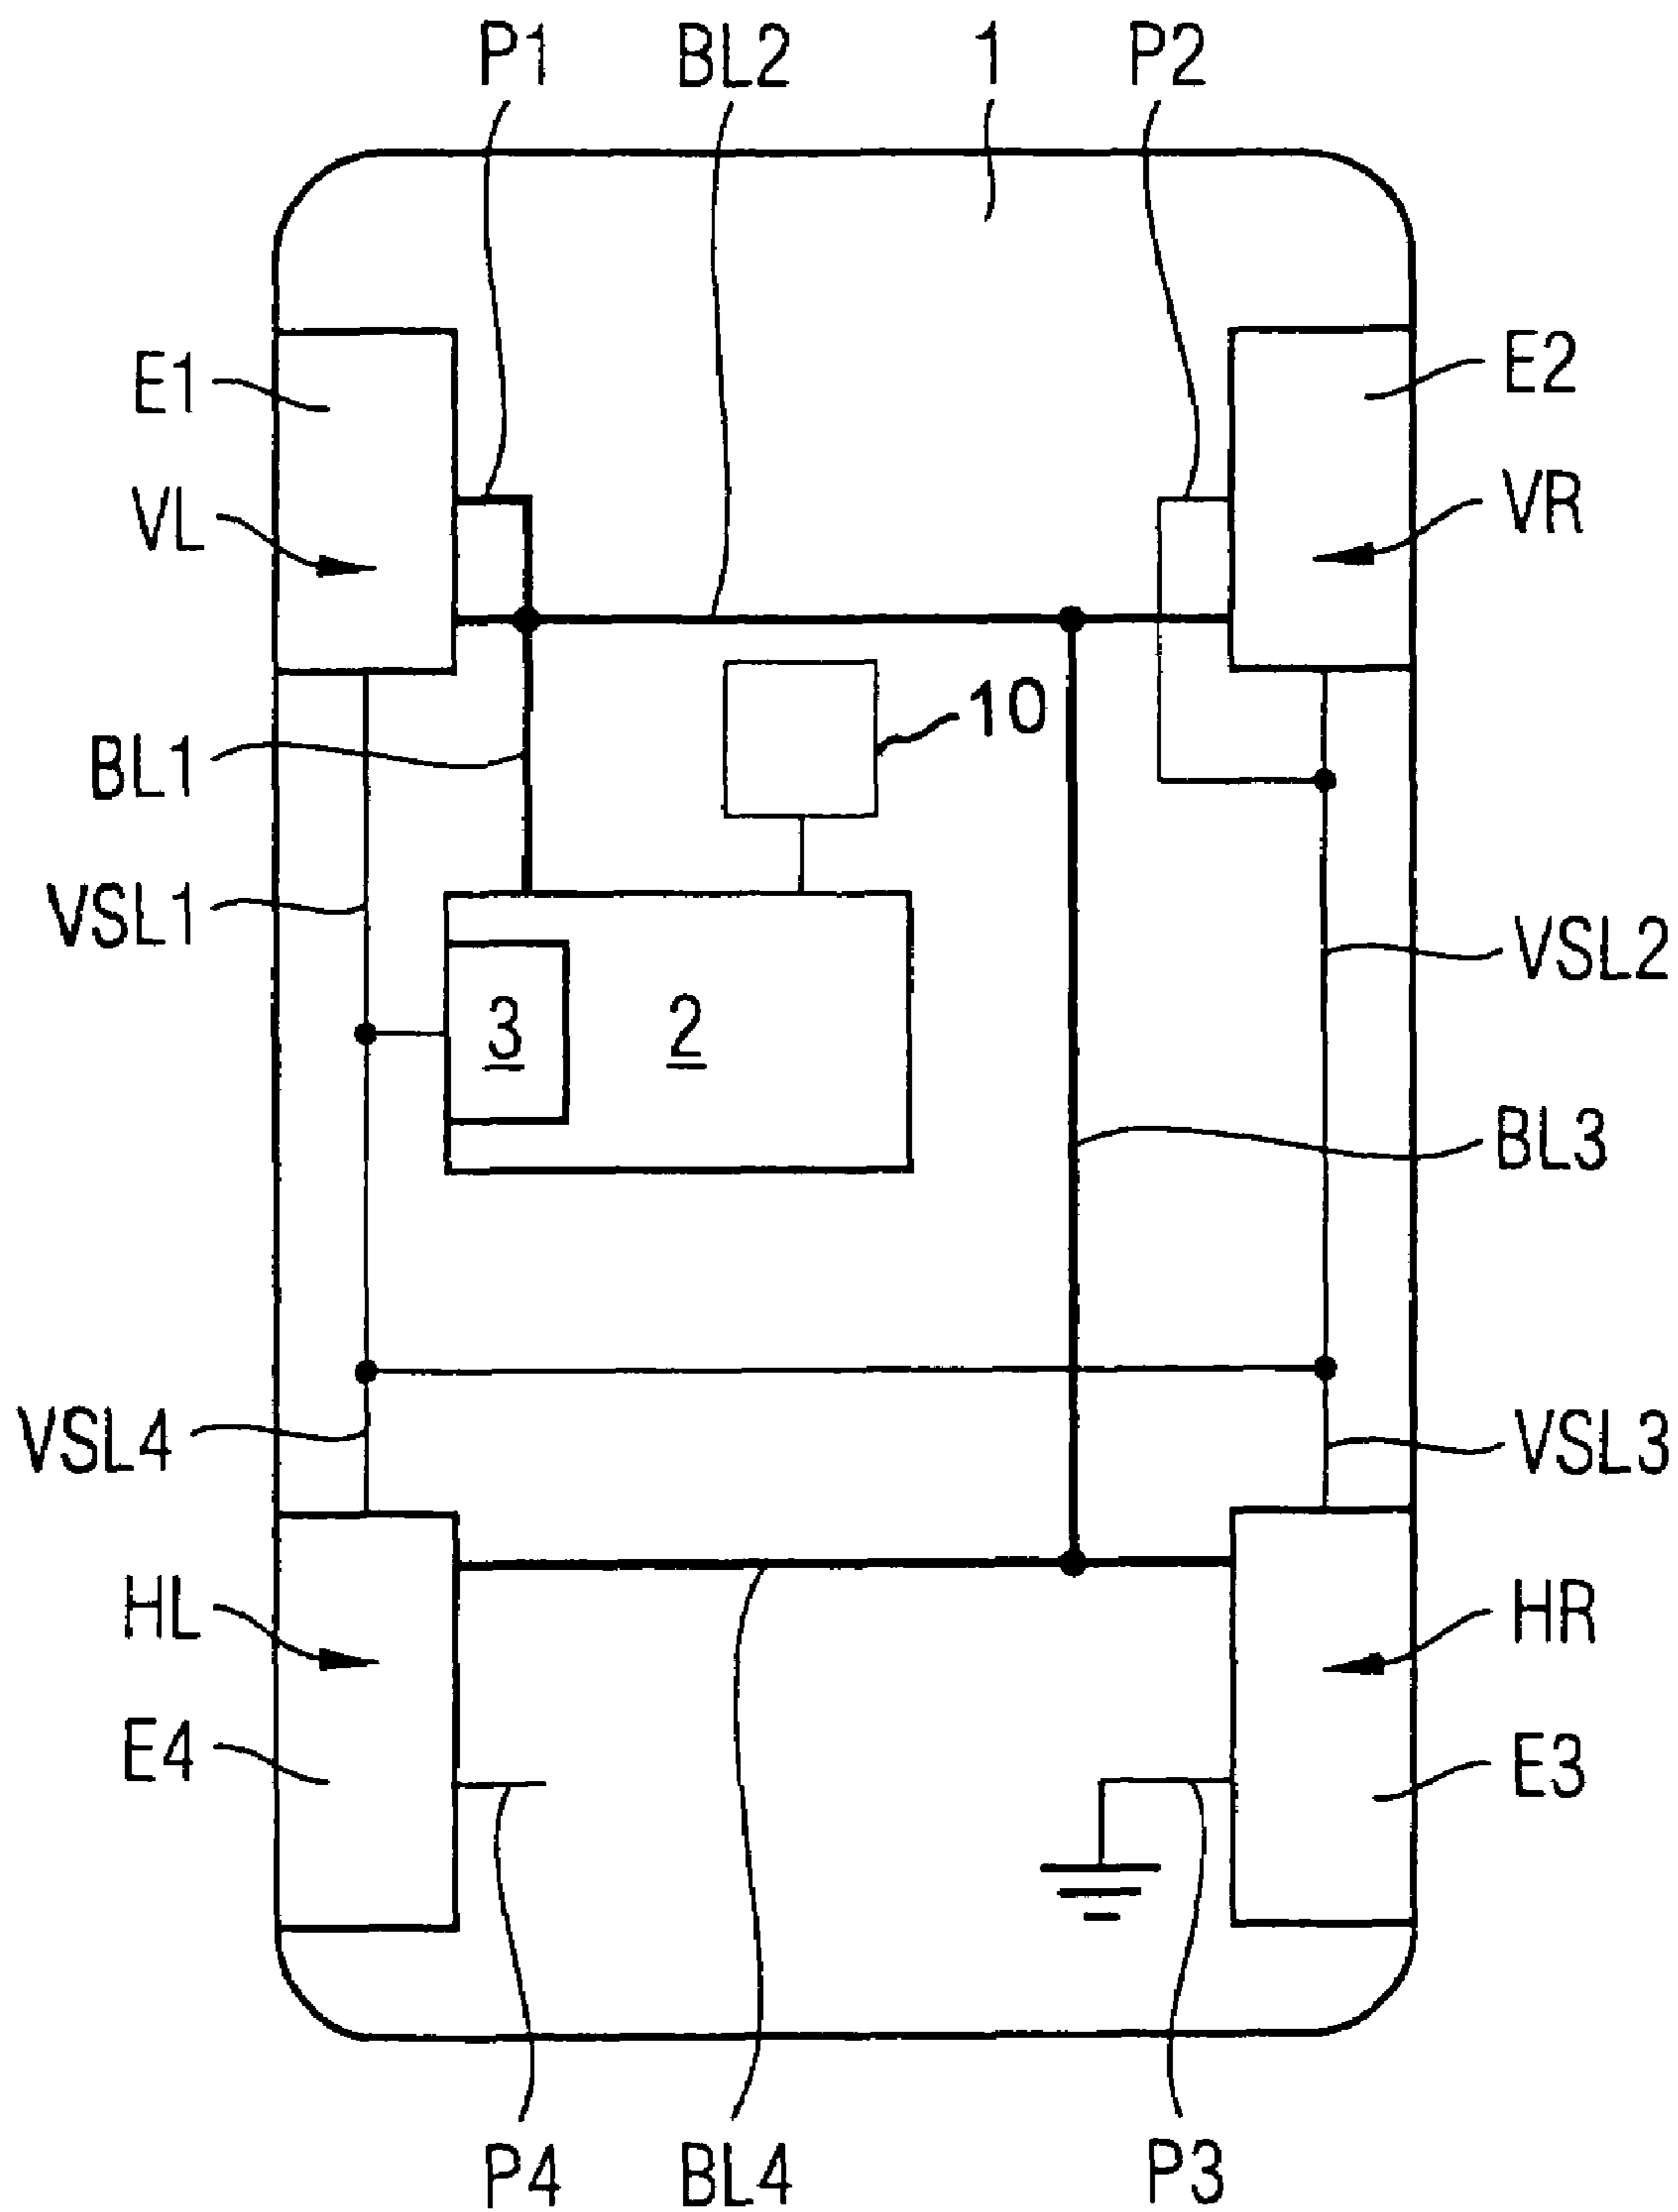 P1 BL2 1 P2
E1 E2
VL VR
10
BL1
VSL1 VSL2
3 2
BL3
VSL4 VSL3
HL HR
E4 E3
P4 BL4 P3